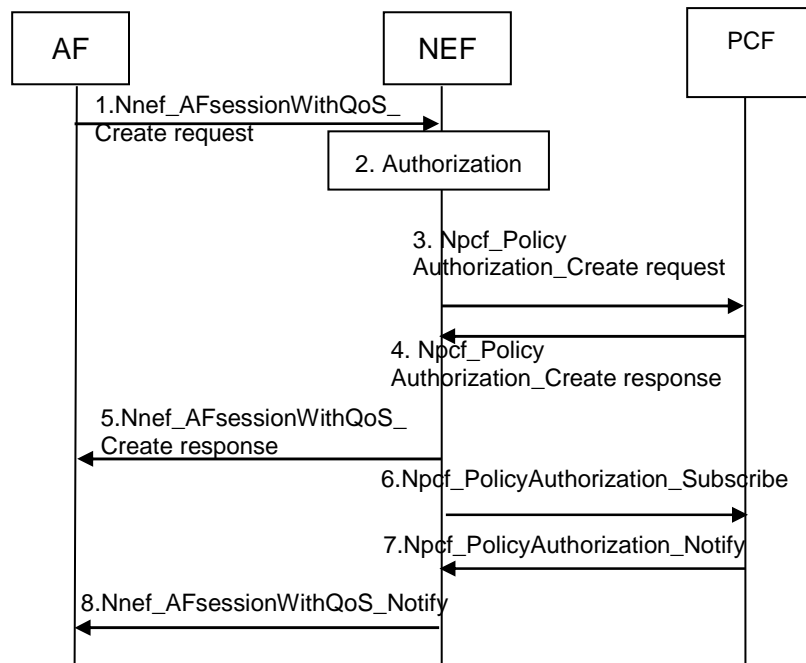 AF
NEF
PCF
1.Nnef_AFsessionWithQoS_
Create request
2. Authorization
3. Npcf_Policy
Authorization_Create request
4. Npcf_Policy
Authorization_Create response
5.Nnef_AFsessionWithQoS_
Create response
6.Npcf_PolicyAuthorization_Subscribe
7.Npcf_PolicyAuthorization_Notify
8.Nnef_AFsessionWithQoS_Notify